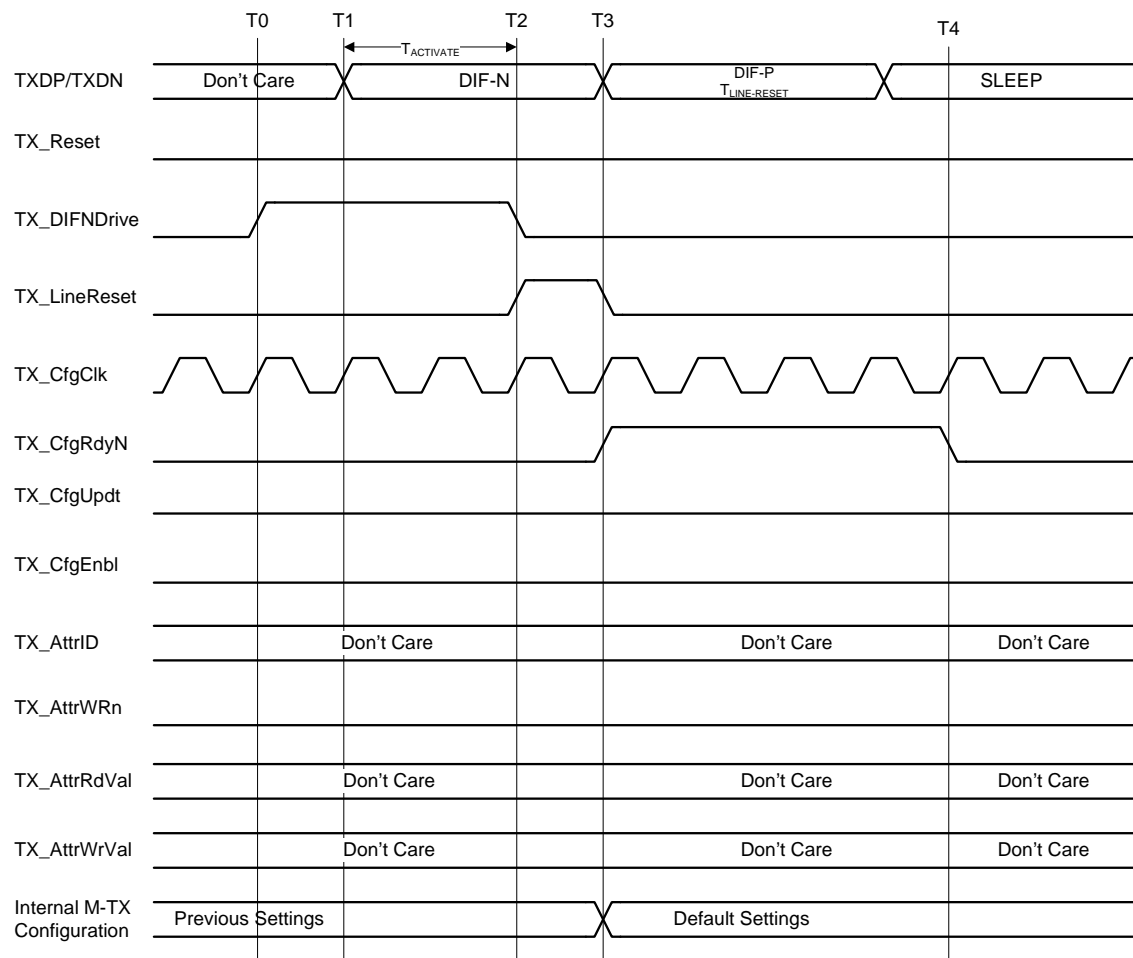 T0 T1 T2 T3 T4
T_ACTIVATE
TXDP/TXDN Don't Care DIF-N DIF-P SLEEP
T_LINE-RESET
TX_Reset
TX_DIFNDrive
TX_LineReset
TX_CfgClk
TX_CfgRdyN
TX_CfgUpdt
TX_CfgEnbl
TX_AttrID Don't Care Don't Care Don't Care
TX_AttrWRn
TX_AttrRdVal Don't Care Don't Care Don't Care
TX_AttrWrVal Don't Care Don't Care Don't Care
Internal M-TX
Configuration Previous Settings Default Settings